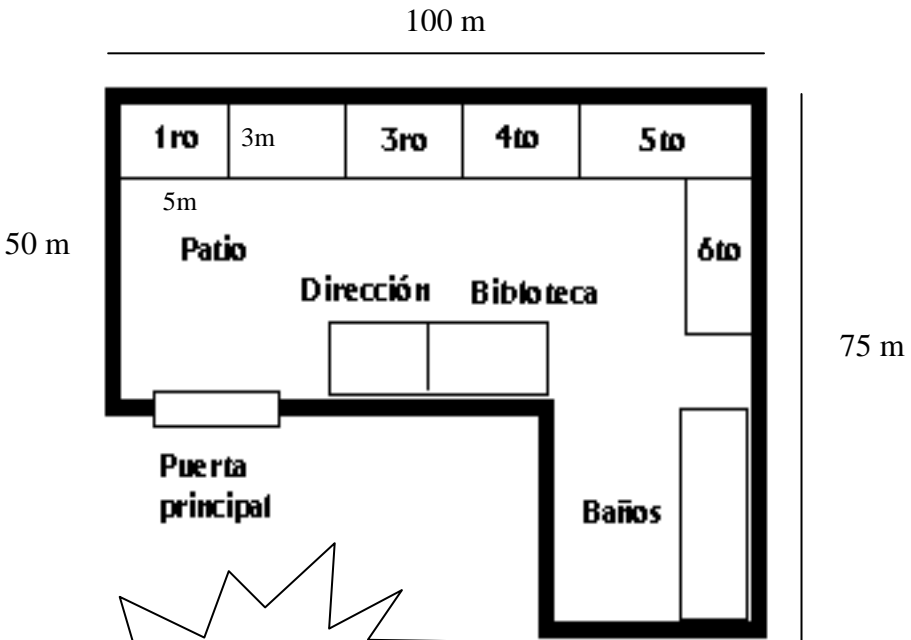 100 m
1ro 3m 3ro 4to 5to
5m
50 m
Patio
6to
Dirección Biblioteca
75 m
Puerta
principal
Baños